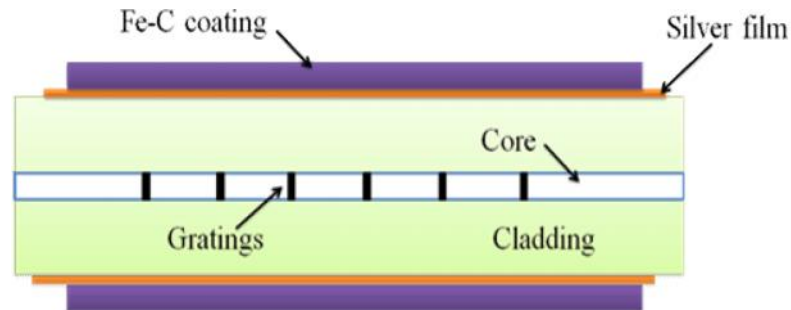 Fe-C coating
Silver film
Core
Gratings
Cladding